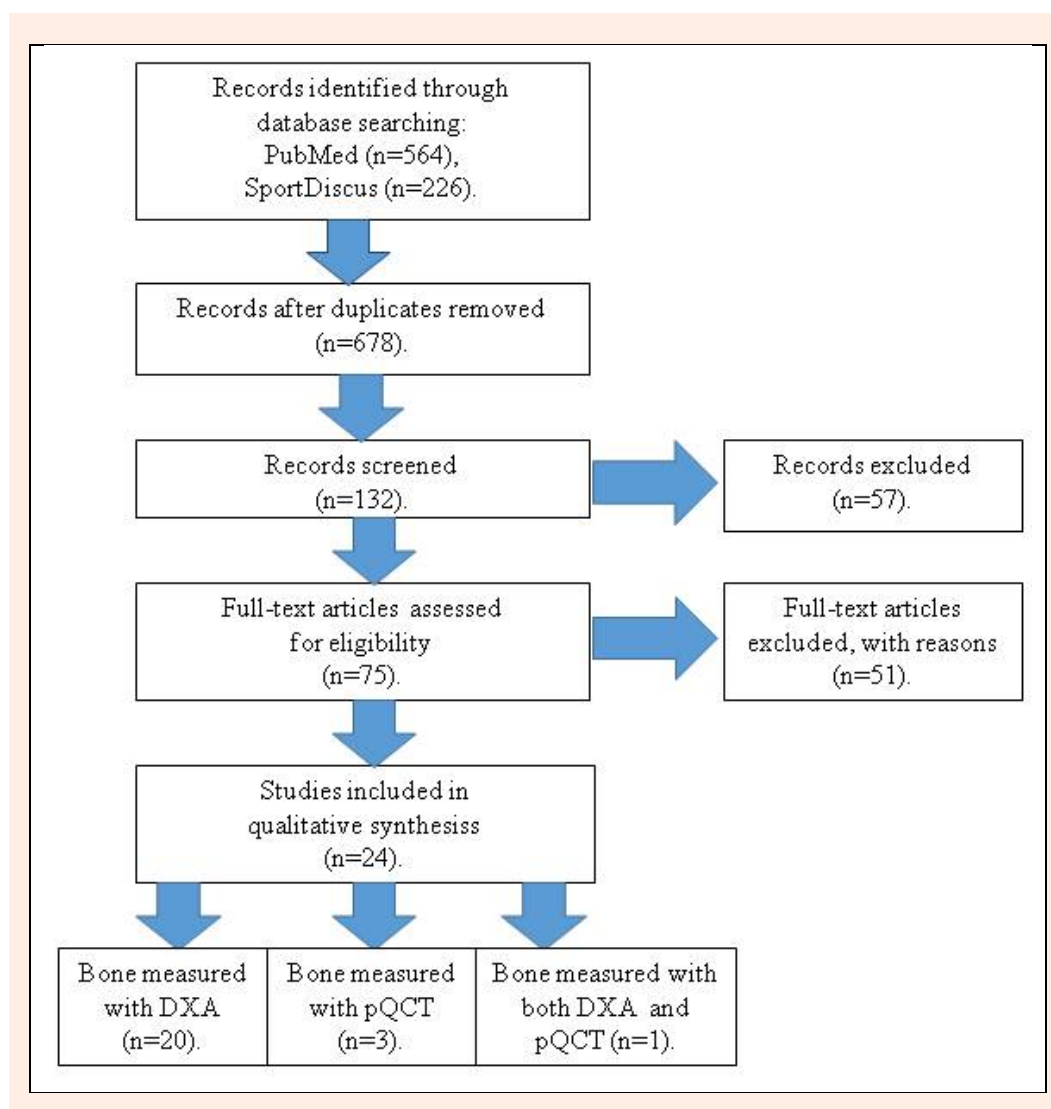 Records identified through
database searching:
PubMed (n=564),
SportDiscus (n=226).
Records after duplicates removed
(n=678).
Records screened
(n=132).
Records excluded
(n=57).
Full-text articles assessed
for eligibility
(n=75).
Full-text articles
excluded, with reasons
(n=51).
Studies included in
qualitative synthesiss
(n=24).
Bone measured
with DXA
(n=20).
Bone measured
with pQCT
(n=3).
Bone measured with
both DXA and
pQCT (n=1).